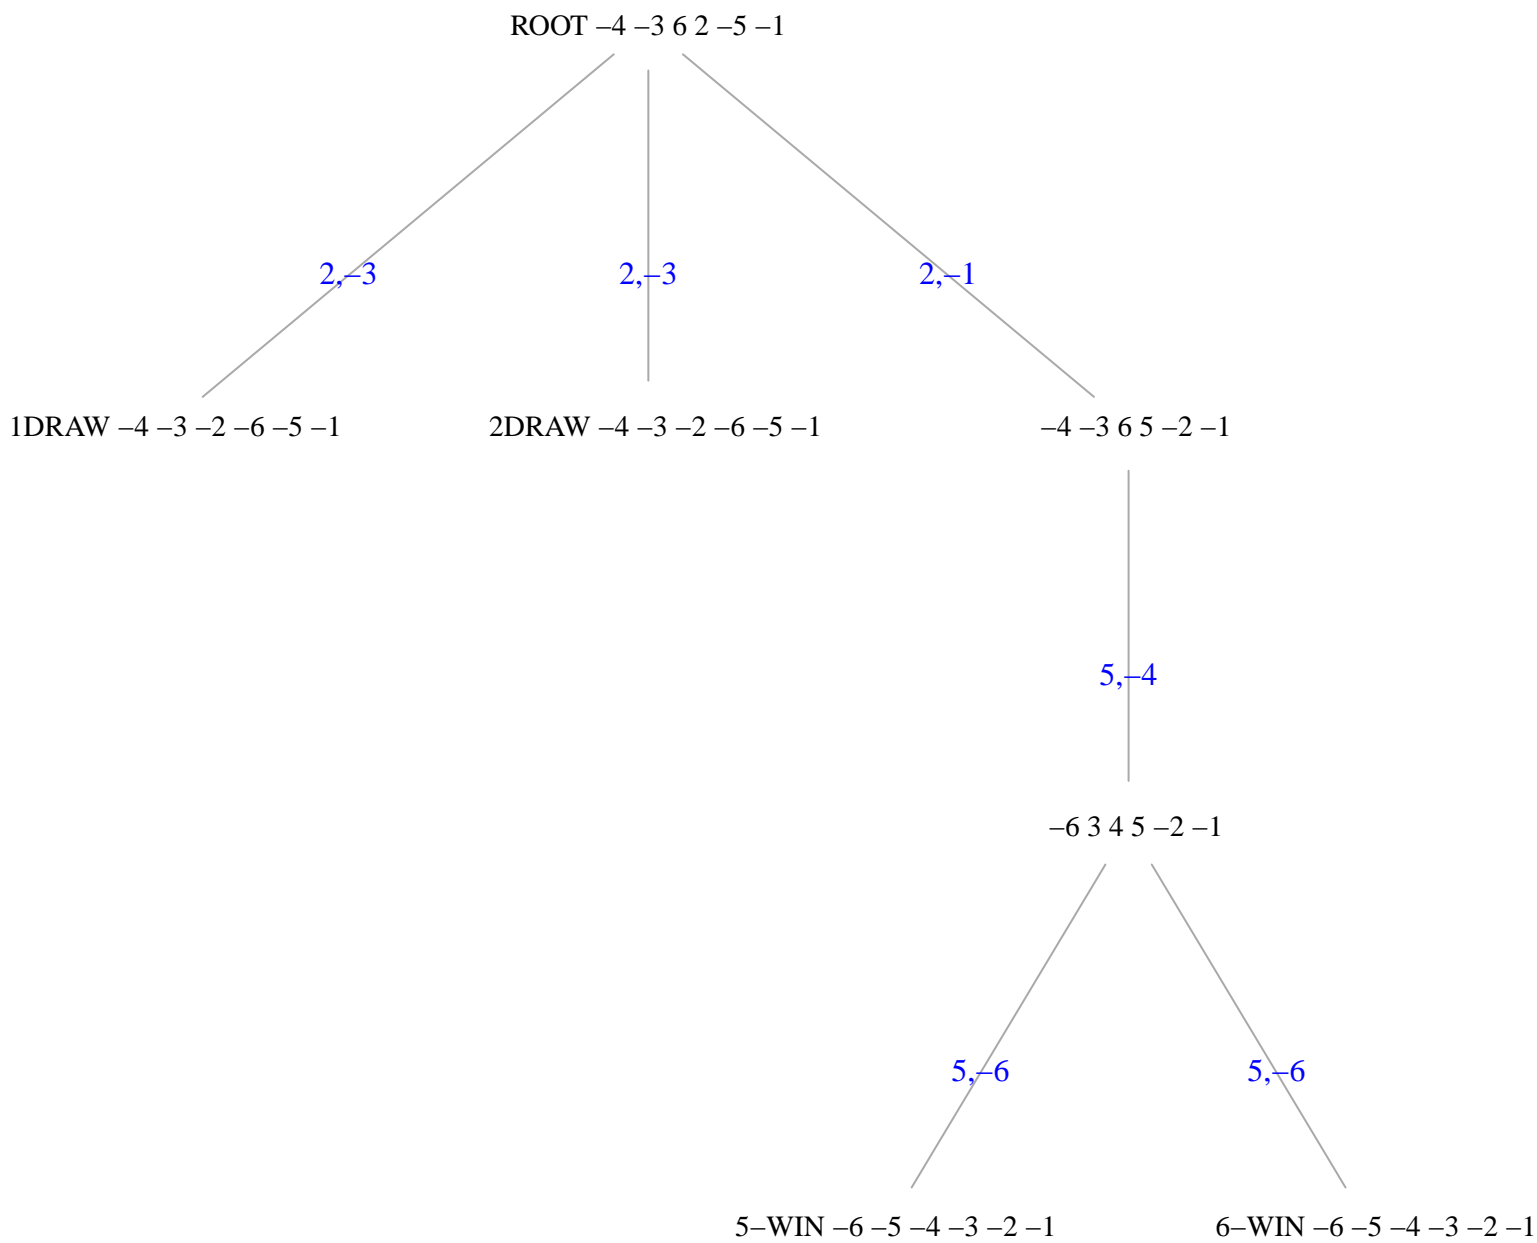 ROOT –4 –3 6 2 –5 –1
2,–3
2,–3
2,–1
1DRAW –4 –3 –2 –6 –5 –1
2DRAW –4 –3 –2 –6 –5 –1
–4 –3 6 5 –2 –1
5,–4
–6 3 4 5 –2 –1
5,–6
5,–6
5–WIN –6 –5 –4 –3 –2 –1
6–WIN –6 –5 –4 –3 –2 –1